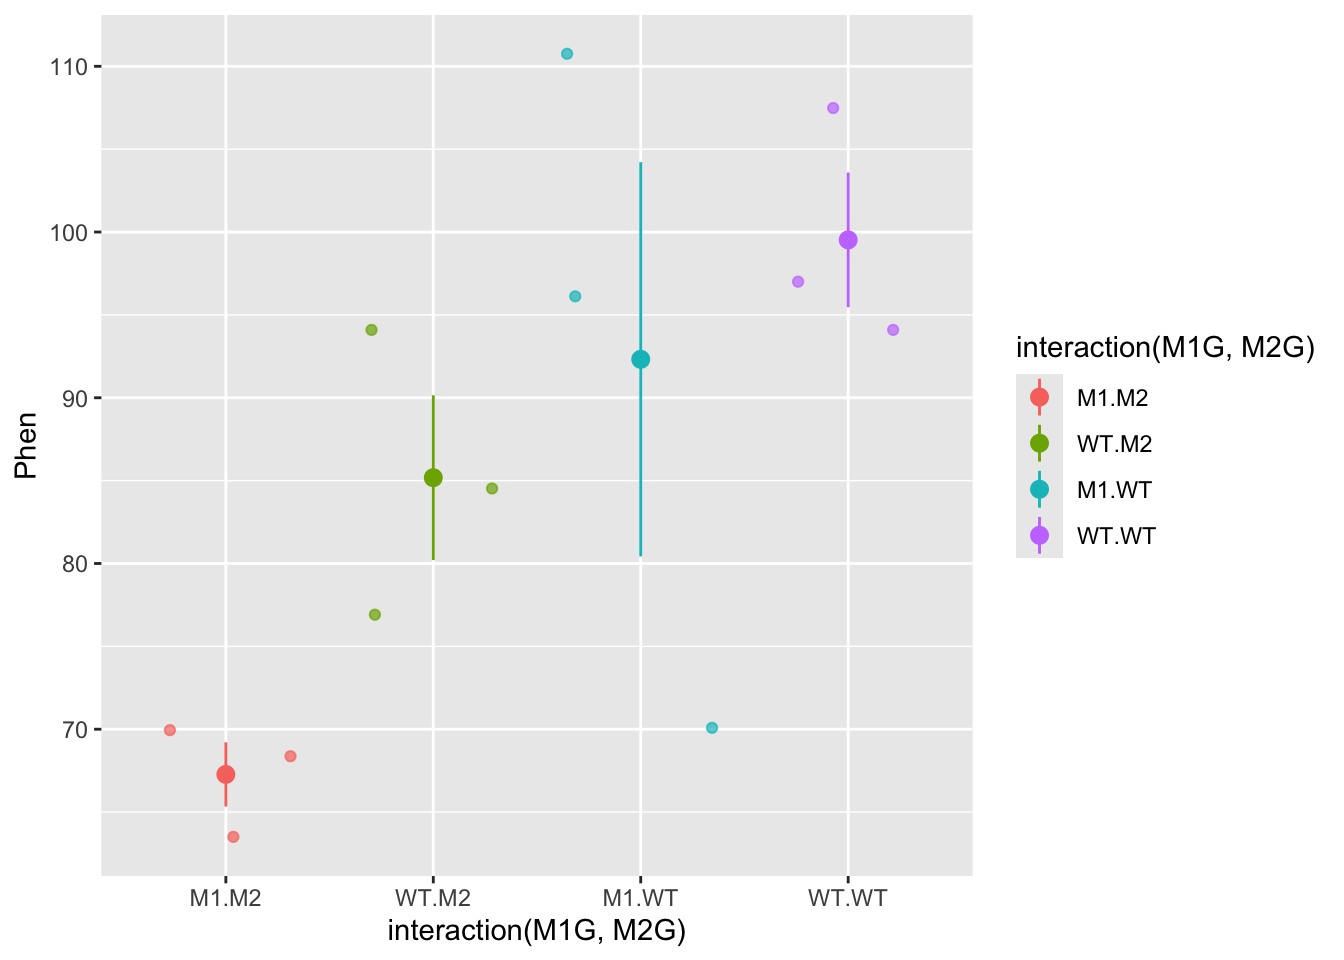 110
100
90
80
70
Phen
M1.M2
WT.M2
M1.WT
WT.WT
interaction(M1G, M2G)
interaction(M1G, M2G)
M1.M2
WT.M2
M1.WT
WT.WT